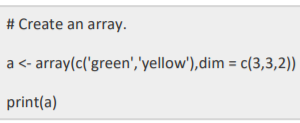 # Create an array.
a <- array(c('green','yellow'),dim = c(3,3,2))
print(a)